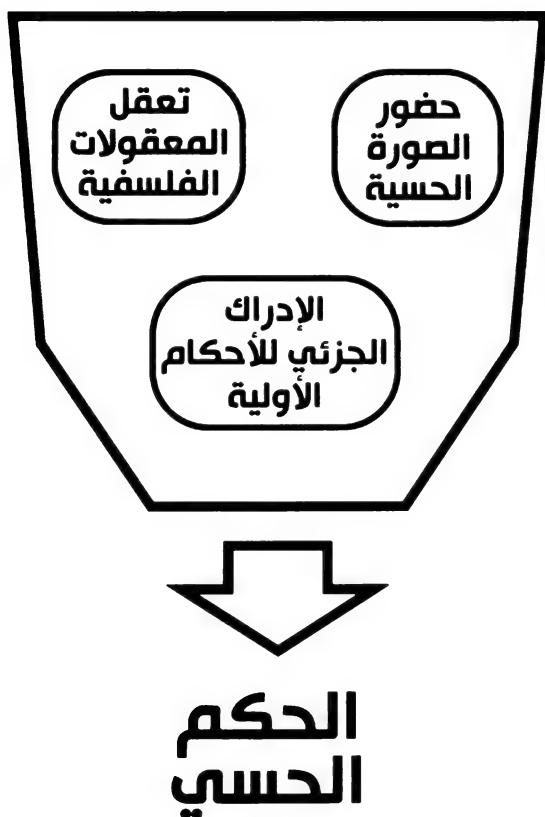 حضور
الصورة
الحسية
تعقل
المعقولات
الفلسفية
الإدراك
الجزئي للأحكام
الأولية
الحكم
الحسي